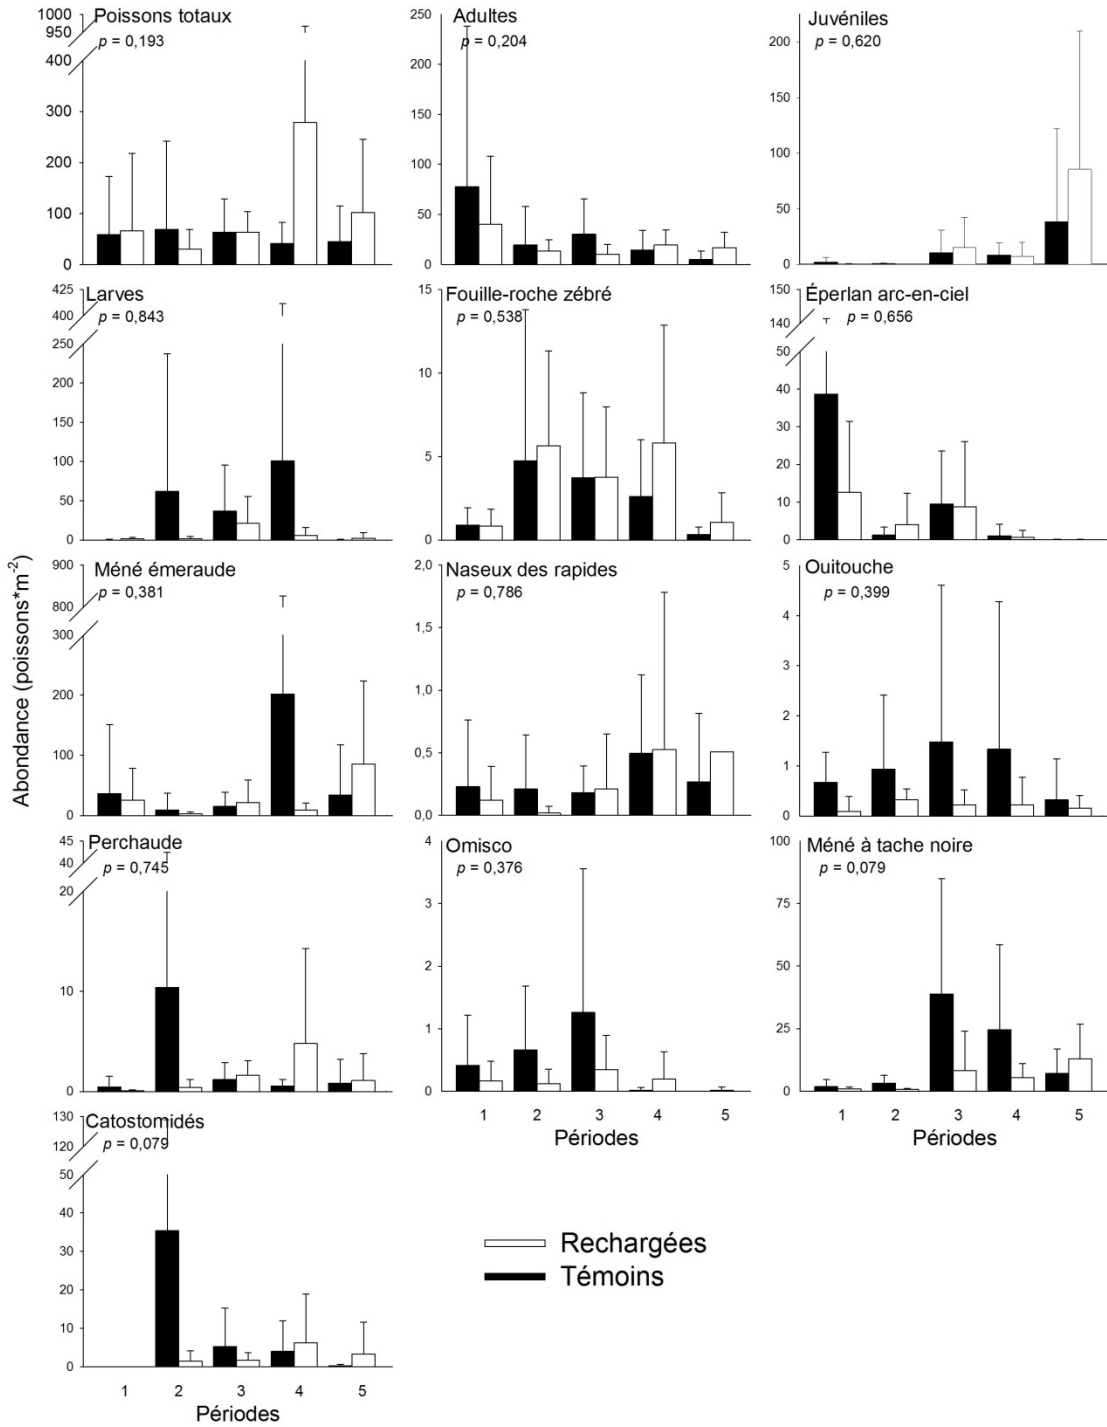 Abondance (poissons*m-2)
Poissons totaux
p = 0,193
1000
950
400
300
200
100
0
Adultes
p = 0,204
250
200
150
100
50
0
Juvéniles
p = 0,620
200
150
100
50
0
Larves
p = 0,843
425
400
250
200
150
100
50
0
Fouille-roche zébré
p = 0,538
15
10
5
0
Éperlan arc-en-ciel
p = 0,656
150
140
50
40
30
20
10
0
Méné émeraude
p = 0,381
900
800
300
200
100
0
Naseux des rapides
p = 0,786
2,0
1,5
1,0
0,5
0,0
Ouitouche
p = 0,399
5
4
3
2
1
0
Perchaude
p = 0,745
45
40
20
10
0
Omisco
p = 0,376
4
3
2
1
0
1 2 3 4 5
Périodes
Méné à tache noire
p = 0,079
100
75
50
25
0
1 2 3 4 5
Périodes
Catostomidés
p = 0,079
130
120
50
40
30
20
10
0
1 2 3 4 5
Périodes
Rechargées
Témoins